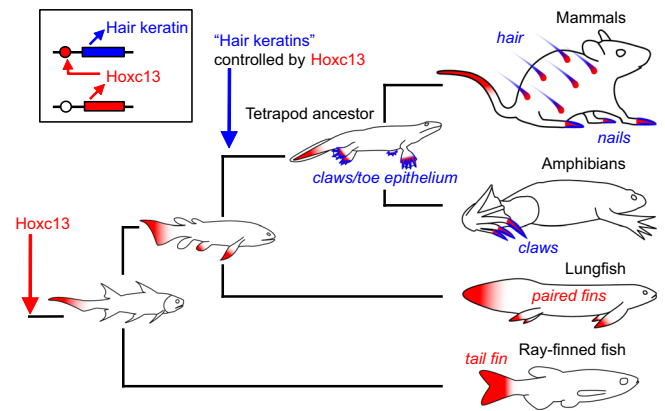 Hair keratin
Hoxc13
“Hair keratins”
controlled by Hoxc13
Mammals
hair
nails
Tetrapod ancestor
claws/toe epithelium
Amphibians
claws
Hoxc13
Lungfish
paired fins
Ray-finned fish
tail fin